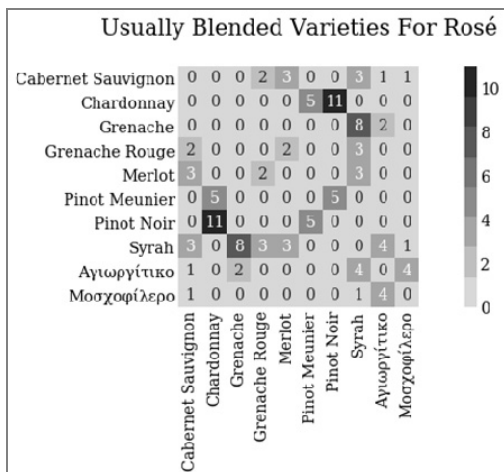 Usually Blended Varieties For Rosé
Cabernet Sauvignon 0 0 0 2 3 0 0 3 1 1
Chardonnay 0 0 0 0 0 5 11 0 0 0
Grenache 0 0 0 0 0 0 0 8 2 0
Grenache Rouge 2 0 0 0 2 0 0 3 0 0
Merlot 3 0 0 2 0 0 0 3 0 0
Pinot Meunier 0 5 0 0 0 0 5 0 0 0
Pinot Noir 0 11 0 0 0 5 0 0 0 0
Syrah 3 0 8 3 3 0 0 0 4 1
Αγιωργίτικο 1 0 2 0 0 0 0 4 0 4
Μοσχοφίλερο 1 0 0 0 0 0 0 1 4 0
Cabernet Sauvignon
Chardonnay
Grenache
Grenache Rouge
Merlot
Pinot Meunier
Pinot Noir
Syrah
Αγιωργίτικο
Μοσχοφίλερο
10
8
6
4
2
0